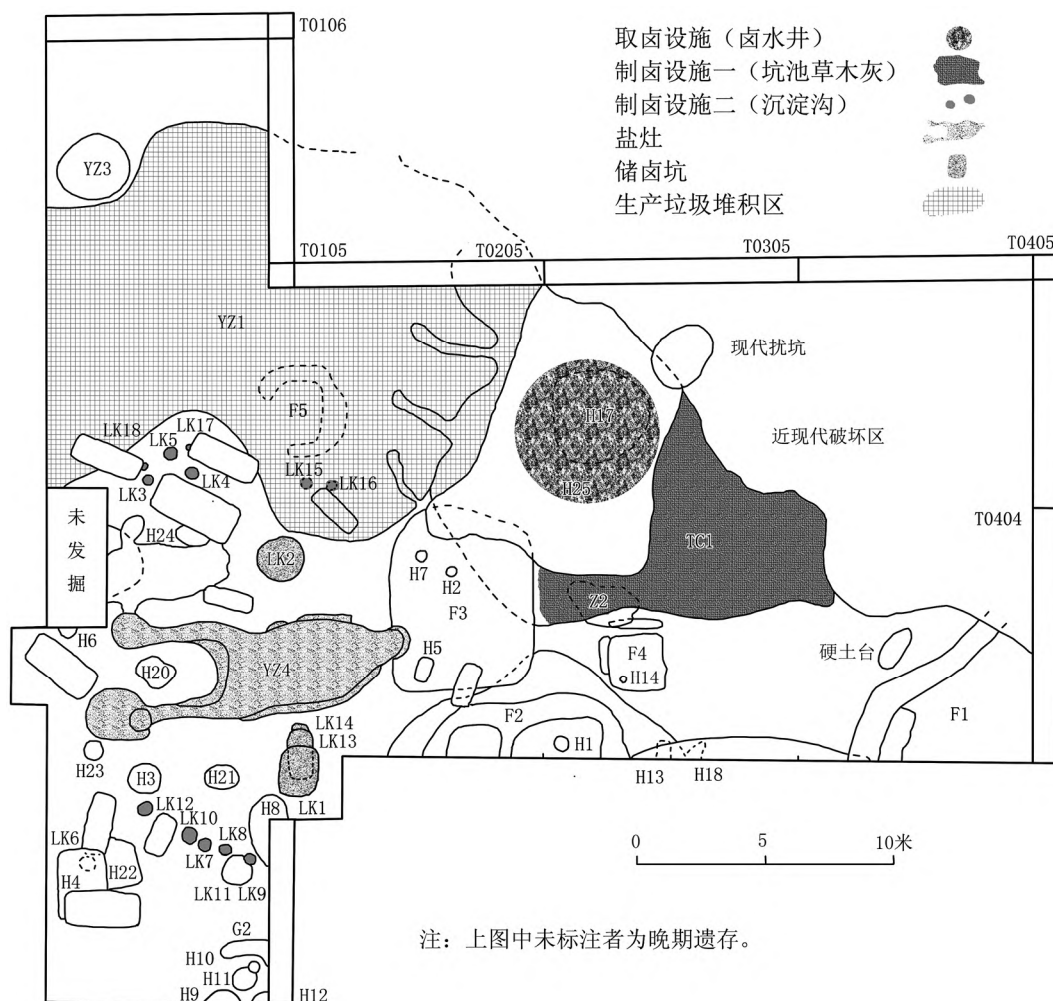 T0106
取卤设施（卤水井）
制卤设施一（坑池草木灰）
制卤设施二（沉淀沟）
盐灶
储卤坑
生产垃圾堆积区
YZ3
T0105
T0205
T0305
T0405
YZ1
现代扰坑
F5
H17
近现代破坏区
LK18
LK17
LK5
LK15
LK16
LK3
LK4
H25
T0404
未发掘
H24
TC1
LK2
H7
H2
Z2
F3
H6
F4
硬土台
H20
YZ4
H5
H14
F2
F1
LK14
LK13
H1
H23
H3
H21
H13
H18
LK12
LK1
H8
LK10
LK8
LK6
LK7
H22
H4
LK11
LK9
0
5
10米
G2
注：上图中未标注者为晚期遗存。
H10
H11
H9
H12